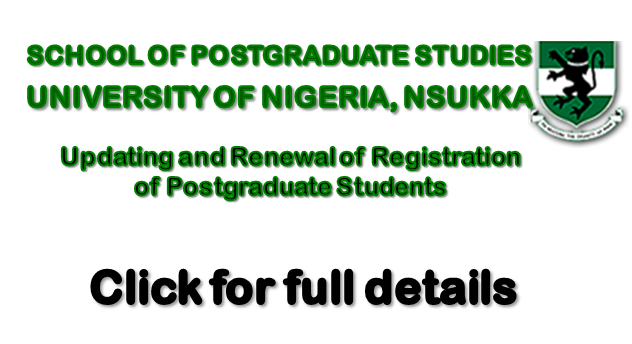 SCHOOL OF POSTGRADUATE STUDIES
UNIVERSITY OF NIGERIA, NSUKKA
Updating and Renewal of Registration
of Postgraduate Students
Click for full details